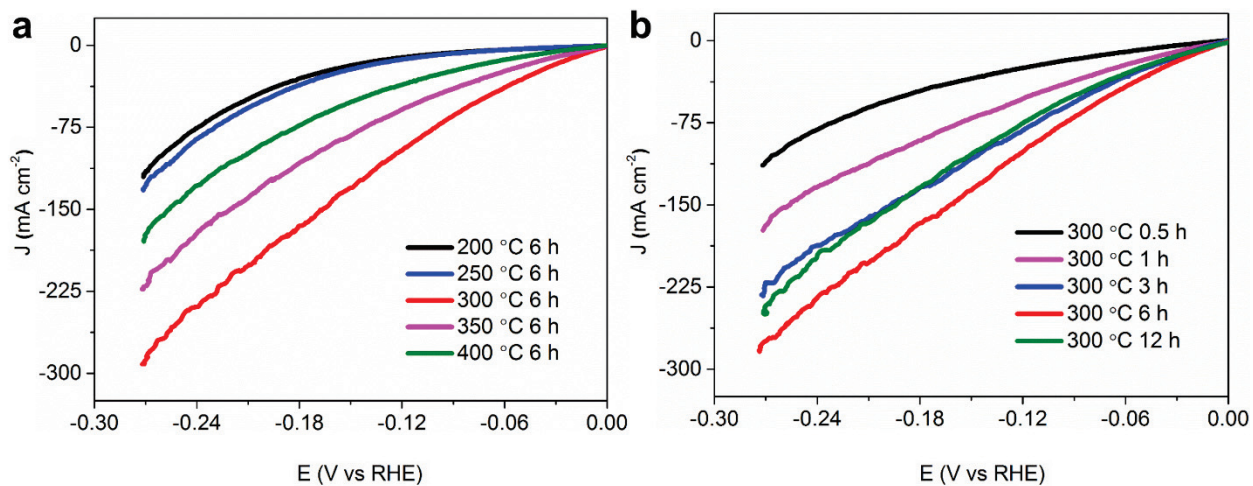 a
0
-75
-150
-225
-300
J (mA cm⁻²)
200 °C 6 h
250 °C 6 h
300 °C 6 h
350 °C 6 h
400 °C 6 h
-0.30 -0.24 -0.18 -0.12 -0.06 0.00
E (V vs RHE)
b
0
-75
-150
-225
-300
J (mA cm⁻²)
300 °C 0.5 h
300 °C 1 h
300 °C 3 h
300 °C 6 h
300 °C 12 h
-0.30 -0.24 -0.18 -0.12 -0.06 0.00
E (V vs RHE)